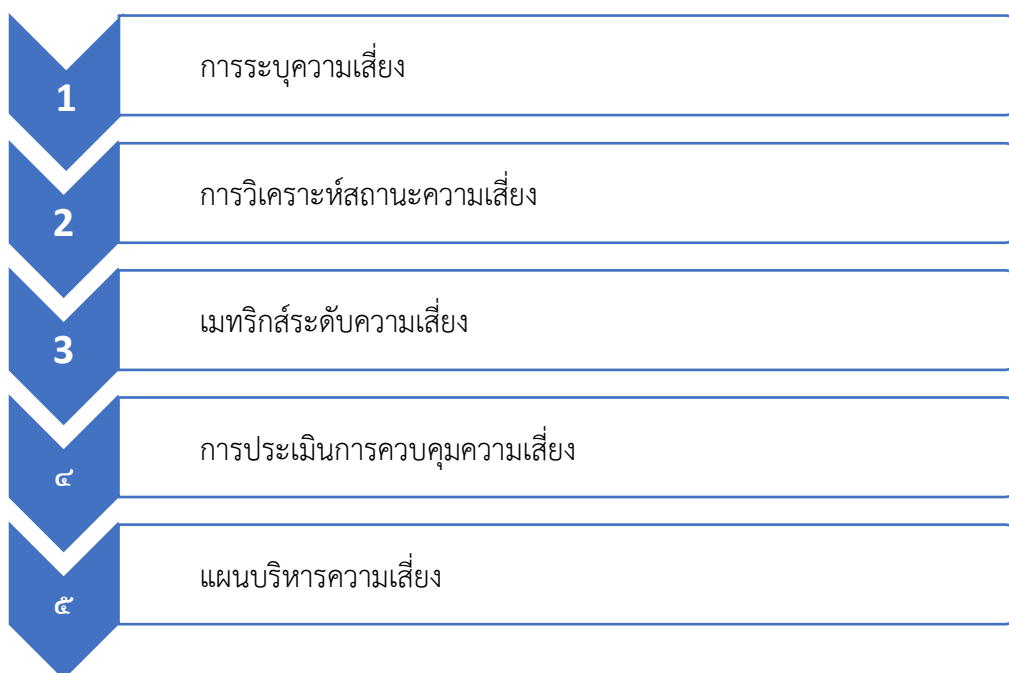 1
การระบุความเสี่ยง
2
การวิเคราะห์สถานะความเสี่ยง
3
เมทริกส์ระดับความเสี่ยง
๔
การประเมินการควบคุมความเสี่ยง
๕
แผนบริหารความเสี่ยง